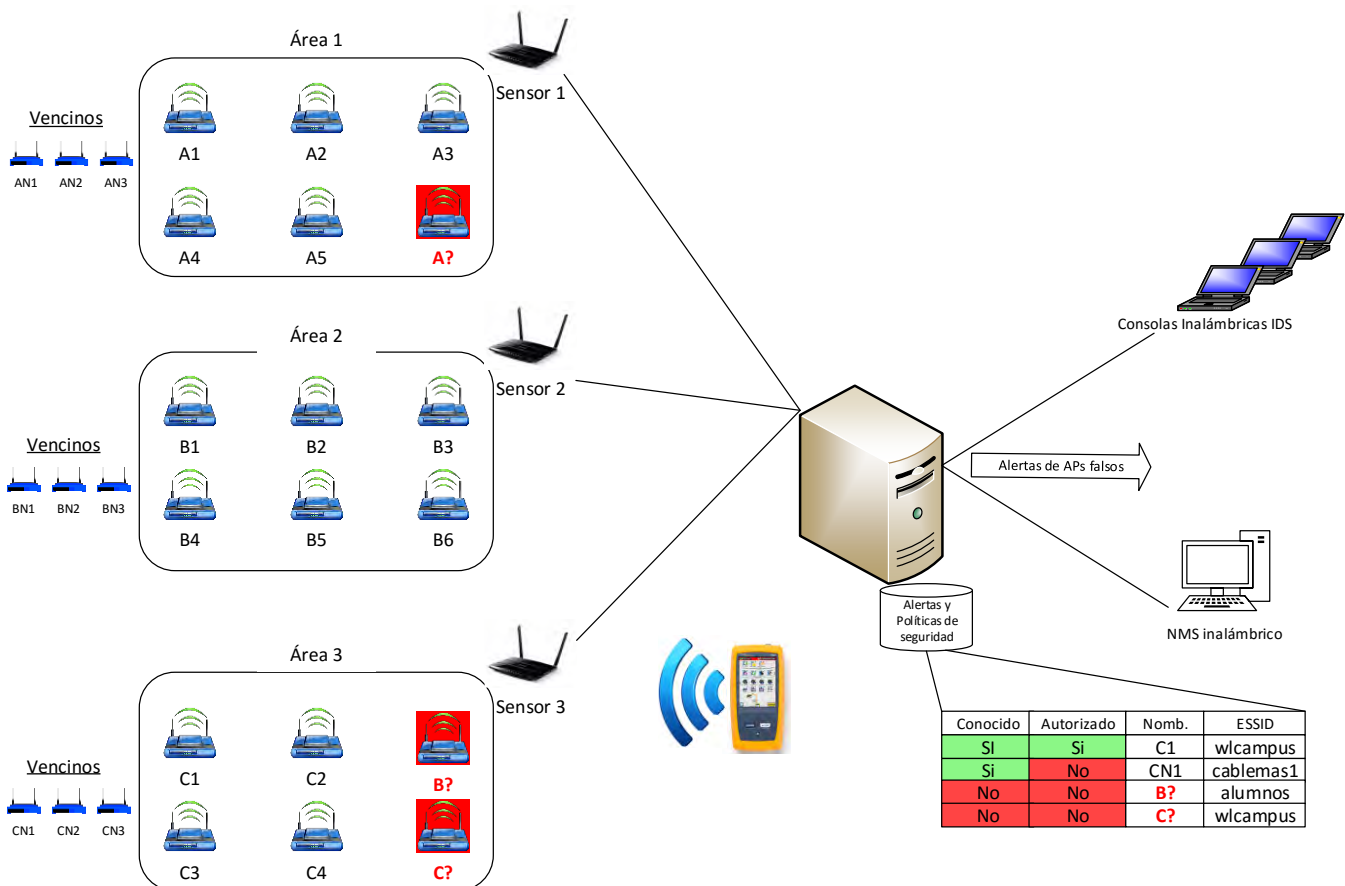 Área 1
Sensor 1
Vencinos
AN1 AN2 AN3
A1 A2 A3
A4 A5 A?
Área 2
Sensor 2
Vencinos
BN1 BN2 BN3
B1 B2 B3
B4 B5 B6
Área 3
Sensor 3
Vencinos
CN1 CN2 CN3
C1 C2 B?
C3 C4 C?
Consolas Inalámbricas IDS
Alertas de APs falsos
NMS inalámbrico
Alertas y
Políticas de
seguridad
Conocido Autorizado Nomb. ESSID
SI Si C1 wlcampus
Si No CN1 cablemas1
No No B? alumnos
No No C? wlcampus